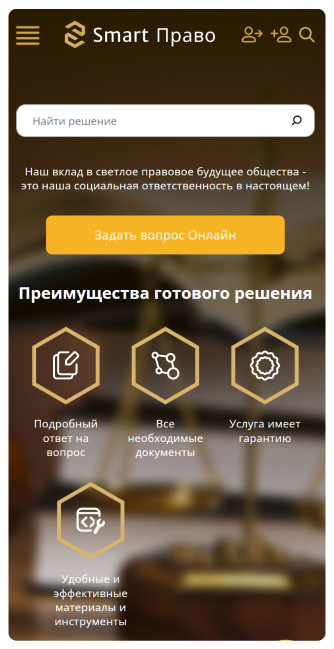 Smart Право
Найти решение
Наш вклад в светлое правовое будущее общества -
это наша социальная ответственность в настоящем!
Задать вопрос Онлайн
Преимущества готового решения
Подробный
ответ на
вопрос
Все
необходимые
документы
Услуга имеет
гарантию
Удобные и
эффективные
материалы и
инструменты